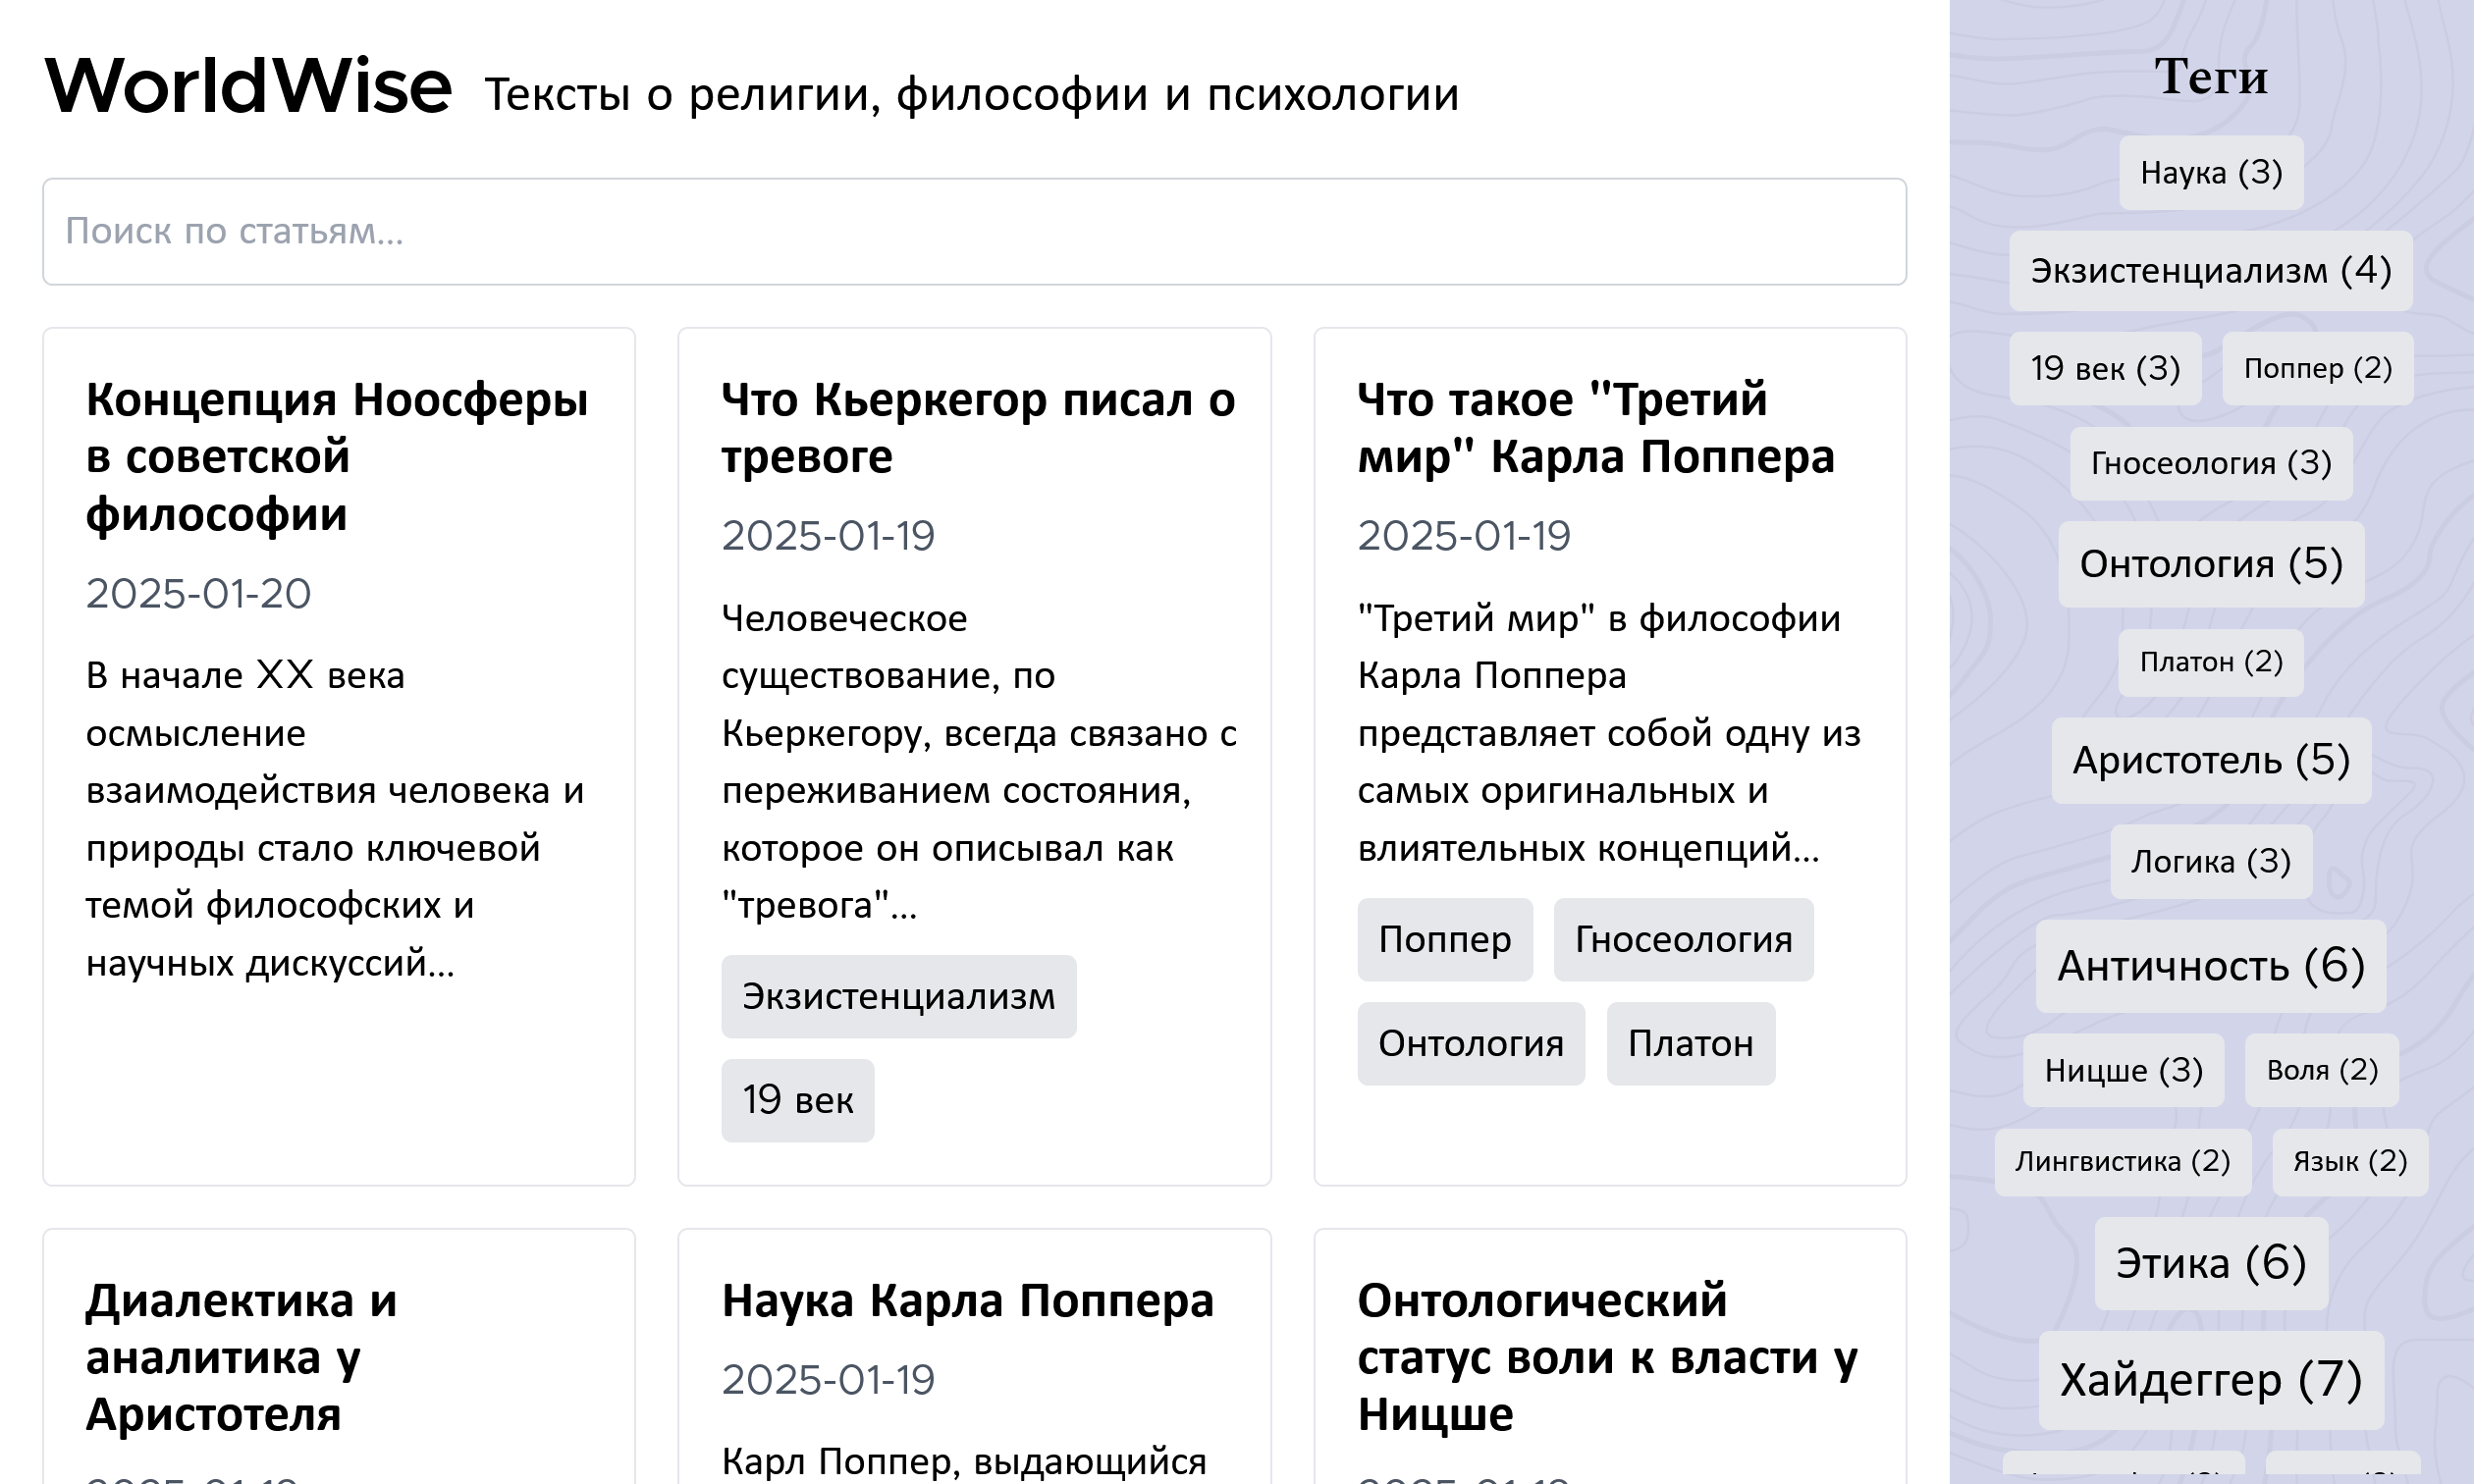 WorldWise Тексты о религии, философии и психологии
Поиск по статьям...
Концепция Ноосферы
в советской
философии
2025-01-20
В начале XX века
осмысление
взаимодействия человека и
природы стало ключевой
темой философских и
научных дискуссий...
Что Кьеркегор писал о
тревоге
2025-01-19
Человеческое
существование, по
Кьеркегору, всегда связано с
переживанием состояния,
которое он описывал как
"тревога"...
Экзистенциализм
19 век
Что такое "Третий
мир" Карла Поппера
2025-01-19
"Третий мир" в философии
Карла Поппера
представляет собой одну из
самых оригинальных и
влиятельных концепций...
Поппер Гносеология
Онтология Платон
Диалектика и
аналитика у
Аристотеля
Наука Карла Поппера
2025-01-19
Карл Поппер, выдающийся
Онтологический
статус воли к власти у
Ницше
Теги
Наука (3)
Экзистенциализм (4)
19 век (3) Поппер (2)
Гносеология (3)
Онтология (5)
Платон (2)
Аристотель (5)
Логика (3)
Античность (6)
Ницше (3) Воля (2)
Лингвистика (2) Язык (2)
Этика (6)
Хайдеггер (7)